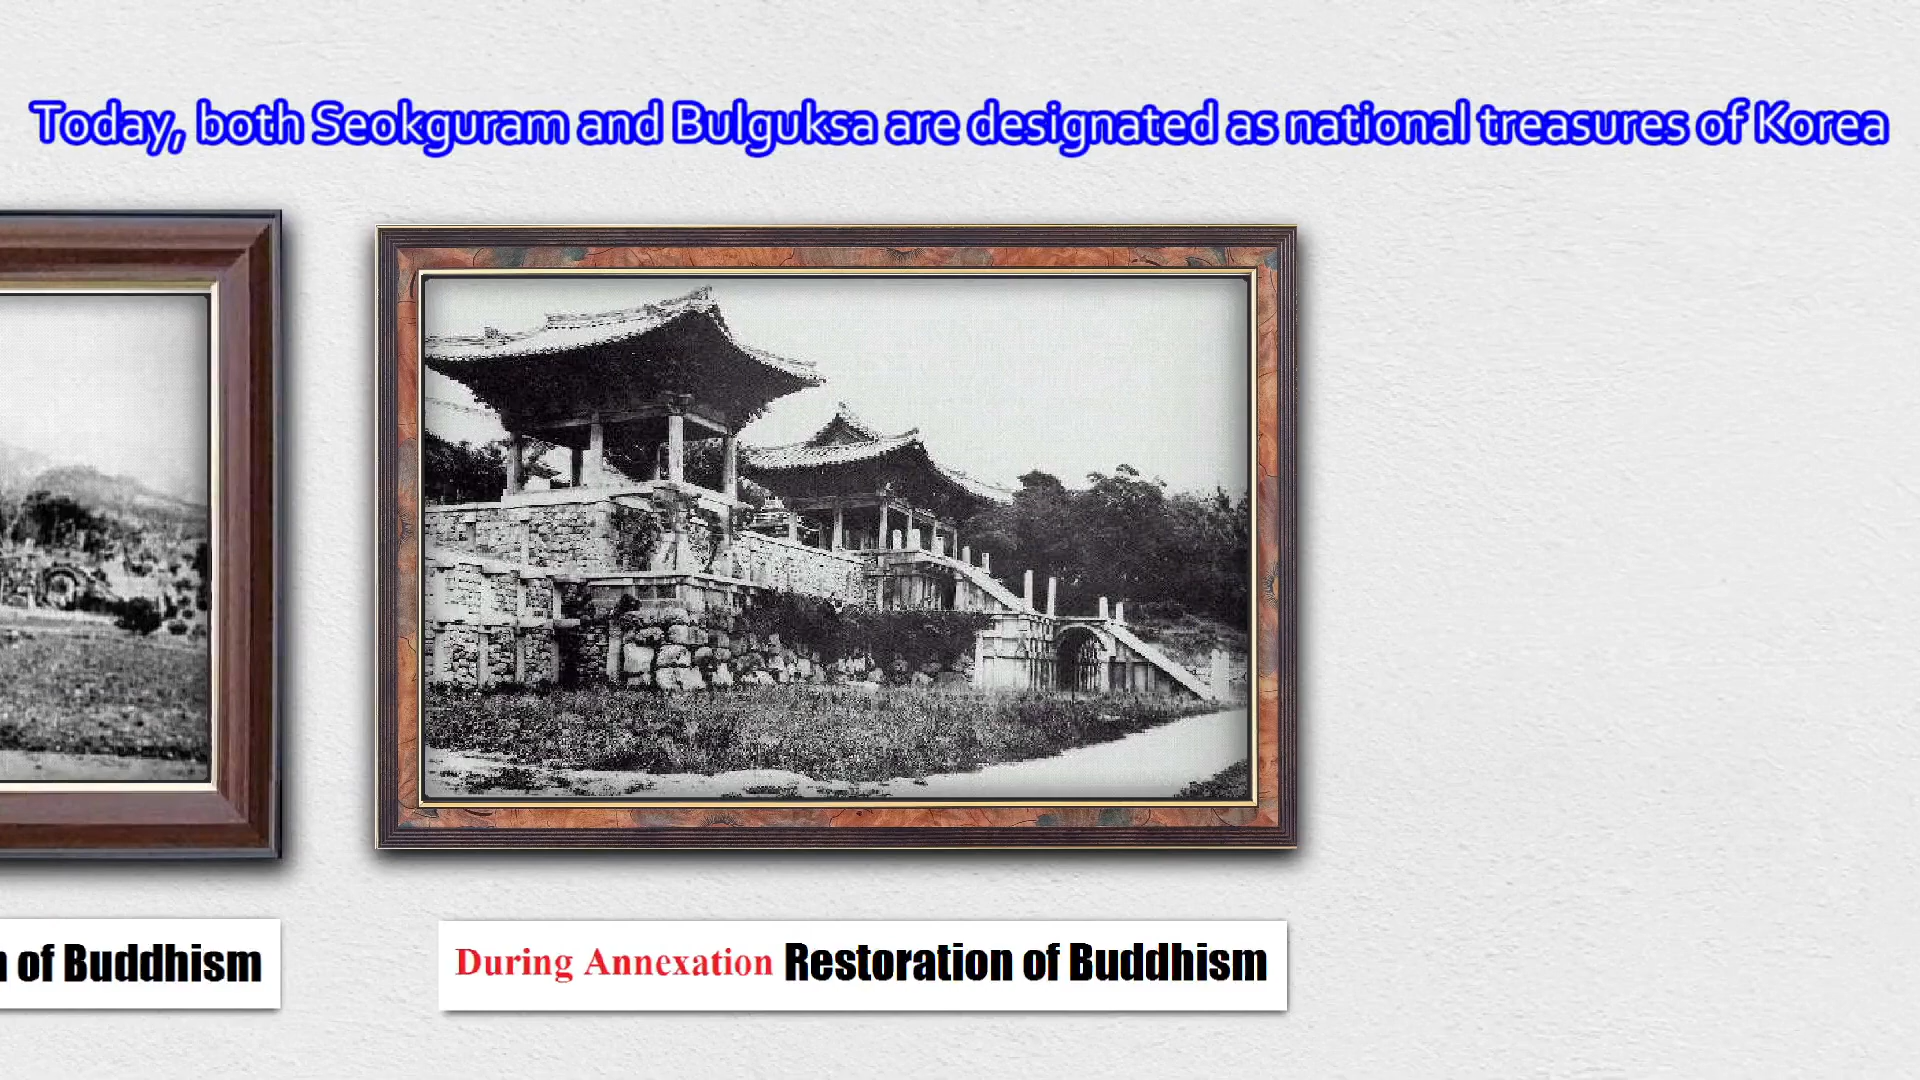 Today, both Seokguram and Bulguksa are designated as national treasures of Korea
of Buddhism
During Annexation Restoration of Buddhism